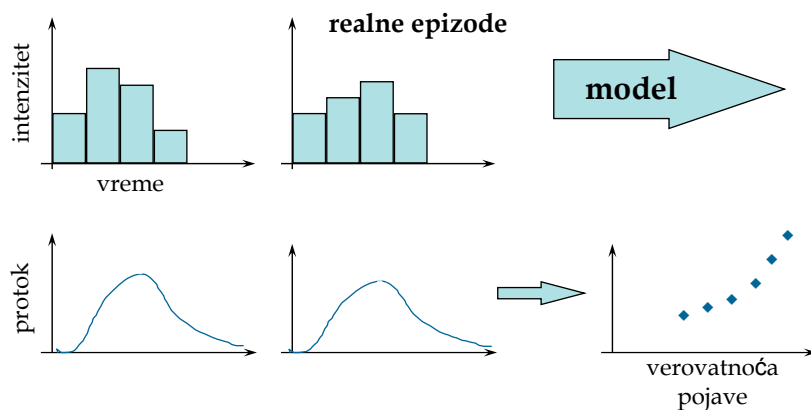 realne epizode
intenzitet
model
vreme
protok
verovatnoća
pojave